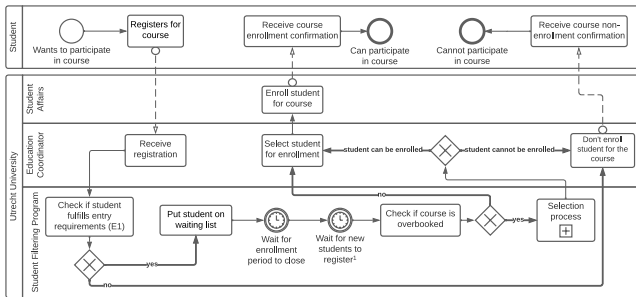 Student
Wants to participate
in course
Registers for
course
Receive course
enrollment confirmation
Can participate
in course
Cannot participate
in course
Receive course non-
enrollment confirmation
Utrecht University
Student
Affairs
Enroll student
for course
Education
Coordinator
Receive
registration
Select student
for enrollment
student can be enrolled
student cannot be enrolled
Don't enroll
student for the
course
Student Filtering Program
Check if student
fulfills entry
requirements (E1)
yes
no
Put student on
waiting list
Wait for
enrollment
period to close
Wait for new
students to
register¹
Check if course is
overbooked
no
yes
Selection
process